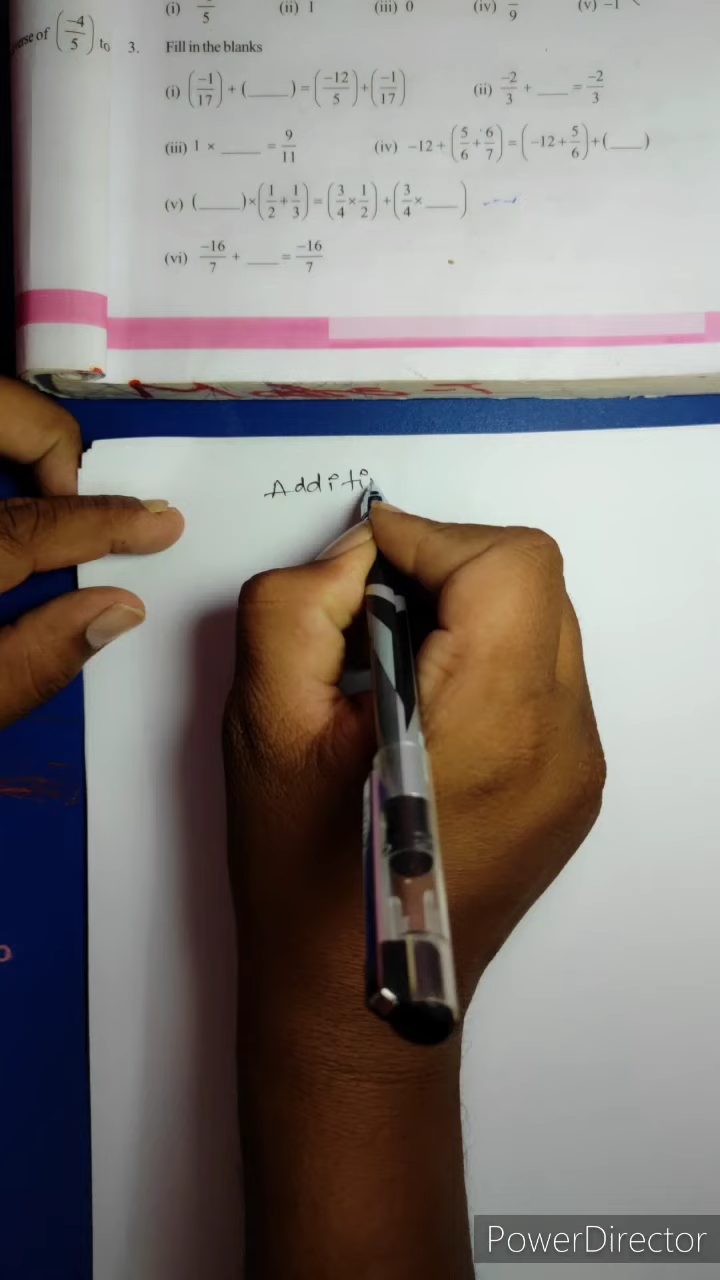 (i) 5 (ii) 1 (iii) 0 (iv) 9 (v) –1
erse of (–4/5) to 3. Fill in the blanks
(i) (–1/17) + (____) = (–12/5) + (–1/17) (ii) –2/3 + ____ = –2/3
(iii) 1 × ____ = 9/11 (iv) –12 + (5/6 + 6/7) = (–12 + 5/6) + (____)
(v) (____) × (1/2 + 1/3) = (3/4 × 1/2) + (3/4 × ____)
(vi) –16/7 + ____ = –16/7
Additi
PowerDirector